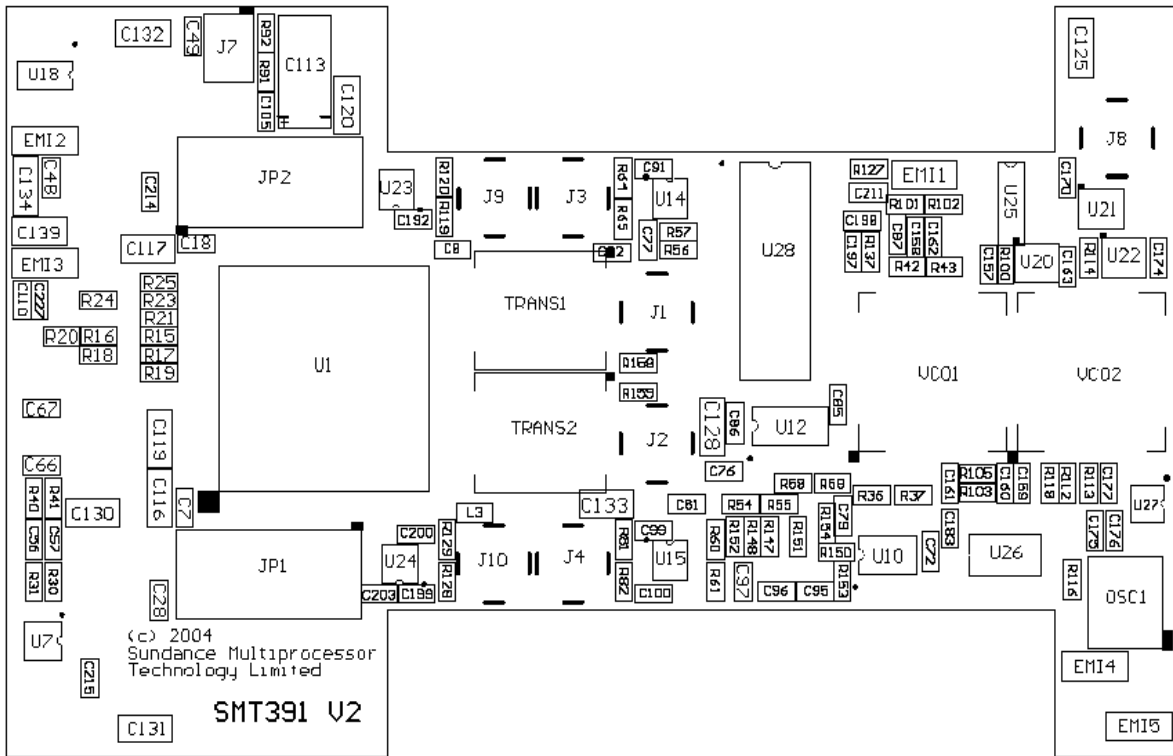 C132
C49
J7
R92
R91
C105
C113
C120
C125
U18
J8
EMI2
C134
C48
JP2
C214
U23
C192
R120
R119
J9
J3
R64
R65
C91
U14
C77
R57
R56
C8
U28
R127
C211
EMI1
R101
R102
C198
C197
R137
C87
C158
C162
R42
R43
U25
C170
U21
C157
R100
U20
C163
R114
U22
C174
C139
EMI3
C117
C18
C110
C227
R24
R25
R23
R21
R20
R16
R15
R18
R17
R19
U1
TRANS1
J1
R158
VCO1
VCO2
C67
TRANS2
R159
J2
C128
C86
U12
C85
C66
C119
C116
C7
C76
R40
R41
C56
C57
R31
R30
C130
L3
C133
C81
R54
R55
R58
R68
R36
R37
C161
R105
R103
C160
C159
R118
R112
R113
C177
U27
C175
C176
JP1
C200
U24
C203
C199
R129
R128
J10
J4
R81
R82
C99
U15
C100
R60
R61
R152
R148
R147
R151
R154
C79
R150
R153
C97
C96
C95
U10
C72
C183
U26
R116
OSC1
C28
U7
(c) 2004
Sundance Multiprocessor
Technology Limited
C215
EMI4
SMT391 V2
C131
EMI5